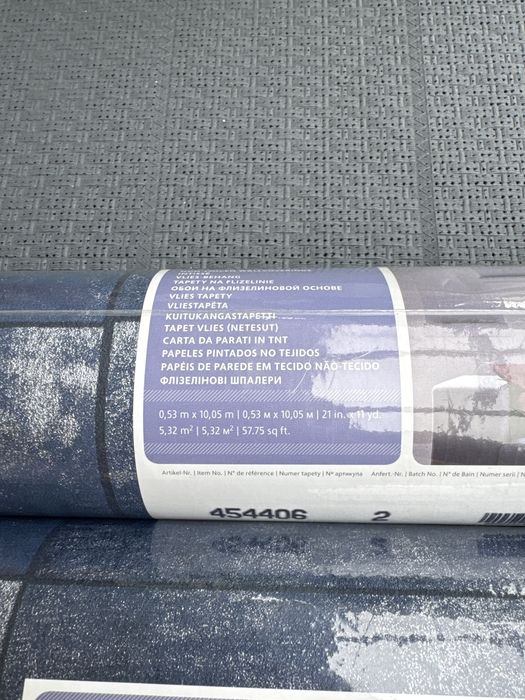 VLIES-BEHANG
TAPETY NA FLIZELINIE
ОБОИ НА ФЛИЗЕЛИНОВОЙ ОСНОВЕ
VLIES TAPETY
VLIESTAPĒTA
KUITUKANGASTAPETTI
TAPET VLIES (NETESUT)
CARTA DA PARATI IN TNT
PAPELES PINTADOS NO TEJIDOS
PAPÉIS DE PAREDE EM TECIDO NÃO-TECIDO
ФЛІЗЕЛІНОВІ ШПАЛЕРИ
0,53 m x 10,05 m | 0,53 м x 10,05 м | 21 in. x 11 yd.
5,32 m² | 5,32 м² | 57.75 sq ft.
Artikel-Nr. | Item No. | N° de référence | Numer tapety | № артикула Anfert.-Nr. | Batch No. | N° de Bain | Numer serii | N
454406 2